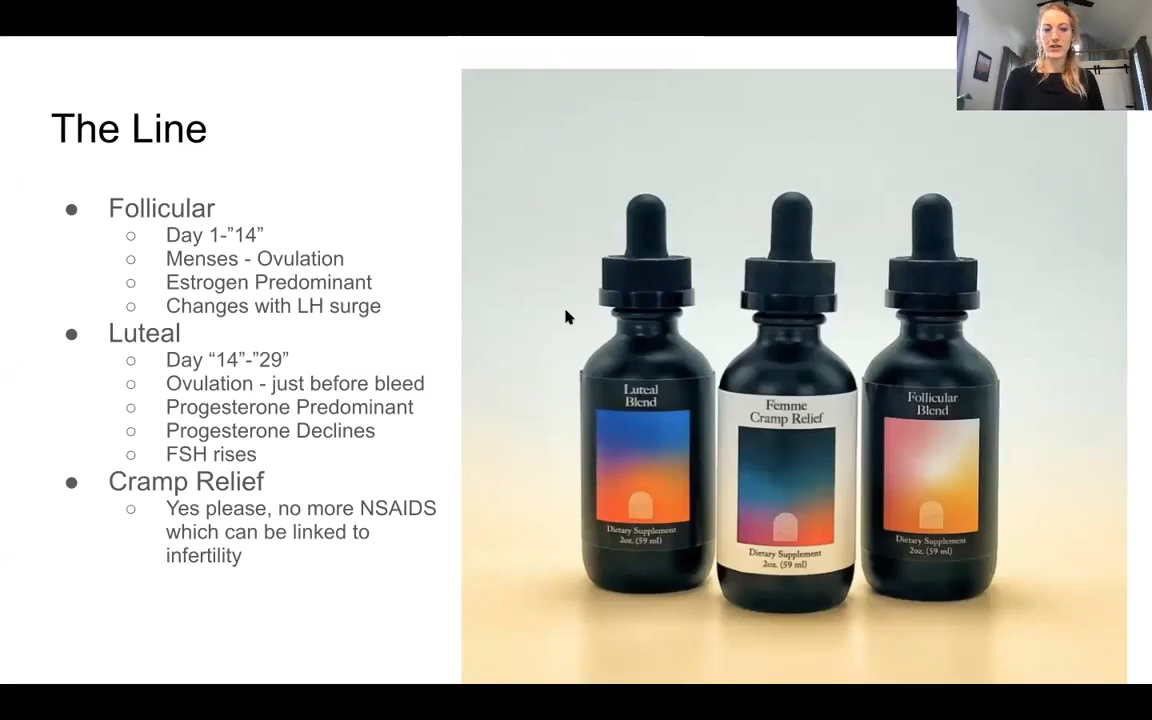 The Line
● Follicular
○ Day 1-”14”
○ Menses - Ovulation
○ Estrogen Predominant
○ Changes with LH surge
● Luteal
○ Day “14”-”29”
○ Ovulation - just before bleed
○ Progesterone Predominant
○ Progesterone Declines
○ FSH rises
● Cramp Relief
○ Yes please, no more NSAIDS
which can be linked to
infertility
Luteal
Blend
Dietary Supplement
2oz. (59 ml)
Femme
Cramp Relief
Dietary Supplement
2oz. (59 ml)
Follicular
Blend
Dietary Supplement
2oz. (59 ml)